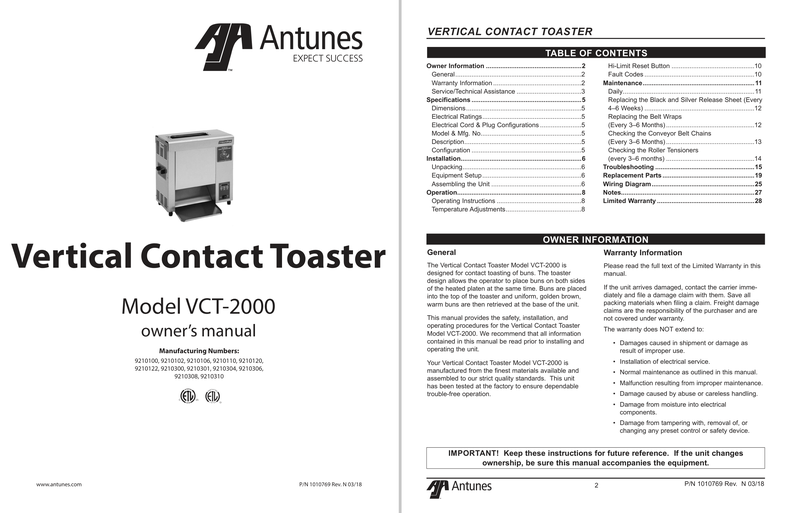 Antunes
EXPECT SUCCESS
Vertical Contact Toaster
Model VCT-2000
owner's manual
Manufacturing Numbers:
9210100, 9210102, 9210106, 9210110, 9210120,
9210122, 9210300, 9210301, 9210304, 9210306,
9210308, 9210310
www.antunes.com
P/N 1010769 Rev. N 03/18
VERTICAL CONTACT TOASTER
TABLE OF CONTENTS
Owner Information ....................................................2
General....................................................................2
Warranty Information ................................................2
Service/Technical Assistance ...................................3
Specifications ............................................................5
Dimensions..............................................................5
Electrical Ratings.....................................................5
Electrical Cord & Plug Configurations......................5
Model & Mfg. No......................................................5
Description...............................................................5
Configuration ...........................................................5
Installation..................................................................6
Unpacking................................................................6
Equipment Setup......................................................6
Assembling the Unit .................................................6
Operation....................................................................8
Operating Instructions ..............................................8
Temperature Adjustments.........................................8
Hi-Limit Reset Button .............................................10
Fault Codes............................................................10
Maintenance.............................................................11
Daily.......................................................................11
Replacing the Black and Silver Release Sheet (Every
4–6 Weeks) ............................................................12
Replacing the Belt Wraps
(Every 3–6 Months)................................................12
Checking the Conveyor Belt Chains
(Every 3–6 Months)................................................13
Checking the Roller Tensioners
(every 3–6 months) ................................................14
Troubleshooting ......................................................15
Replacement Parts ..................................................19
Wiring Diagram........................................................25
Notes.........................................................................27
Limited Warranty .....................................................28
OWNER INFORMATION
General
The Vertical Contact Toaster Model VCT-2000 is
designed for contact toasting of buns. The toaster
design allows the operator to place buns on both sides
of the heated platen at the same time. Buns are placed
into the top of the toaster and uniform, golden brown,
warm buns are then retrieved at the base of the unit.
This manual provides the safety, installation, and
operating procedures for the Vertical Contact Toaster
Model VCT-2000. We recommend that all information
contained in this manual be read prior to installing and
operating the unit.
Your Vertical Contact Toaster Model VCT-2000 is
manufactured from the finest materials available and
assembled to our strict quality standards. This unit
has been tested at the factory to ensure dependable
trouble-free operation.
Warranty Information
Please read the full text of the Limited Warranty in this
manual.
If the unit arrives damaged, contact the carrier imme-
diately and file a damage claim with them. Save all
packing materials when filing a claim. Freight damage
claims are the responsibility of the purchaser and are
not covered under warranty.
The warranty does NOT extend to:
• Damages caused in shipment or damage as
result of improper use.
• Installation of electrical service.
• Normal maintenance as outlined in this manual.
• Malfunction resulting from improper maintenance.
• Damage caused by abuse or careless handling.
• Damage from moisture into electrical
components.
• Damage from tampering with, removal of, or
changing any preset control or safety device.
IMPORTANT! Keep these instructions for future reference. If the unit changes
ownership, be sure this manual accompanies the equipment.
Antunes
2
P/N 1010769 Rev. N 03/18